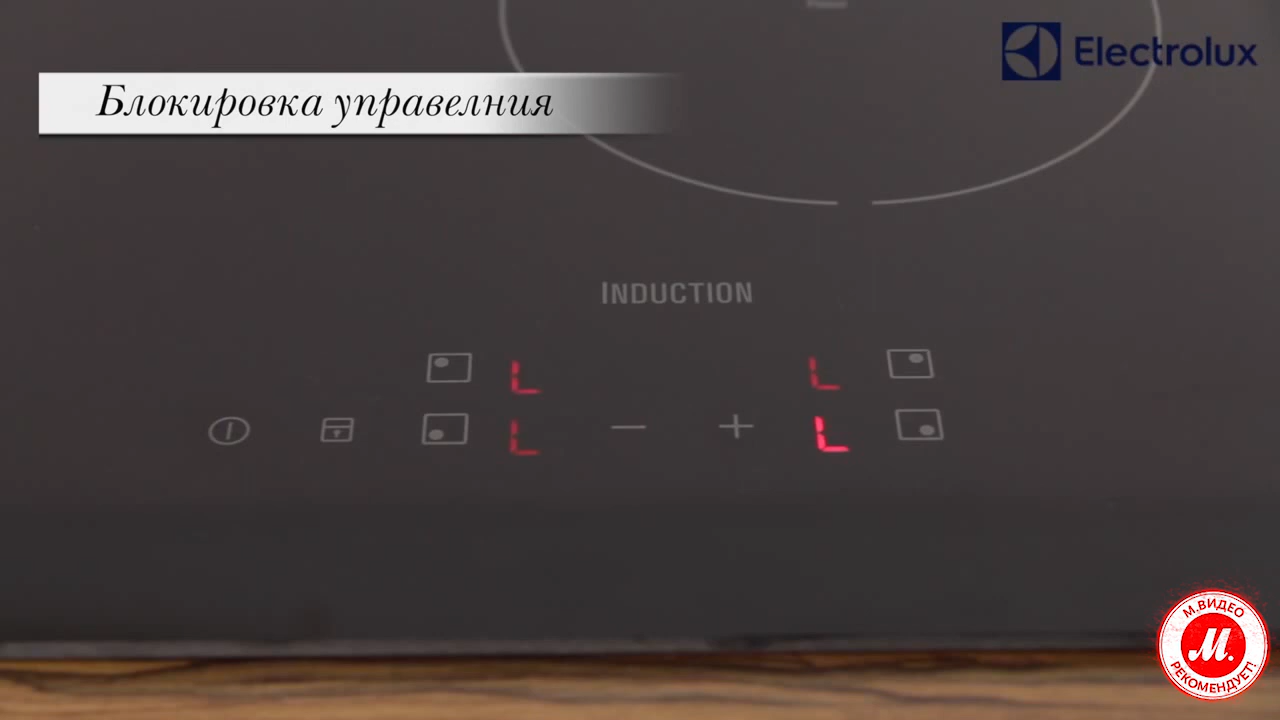 Electrolux
Блокировка управелния
INDUCTION
L L
L − + L
М.ВИДЕО
М.
РЕКОМЕНДУЕТ!